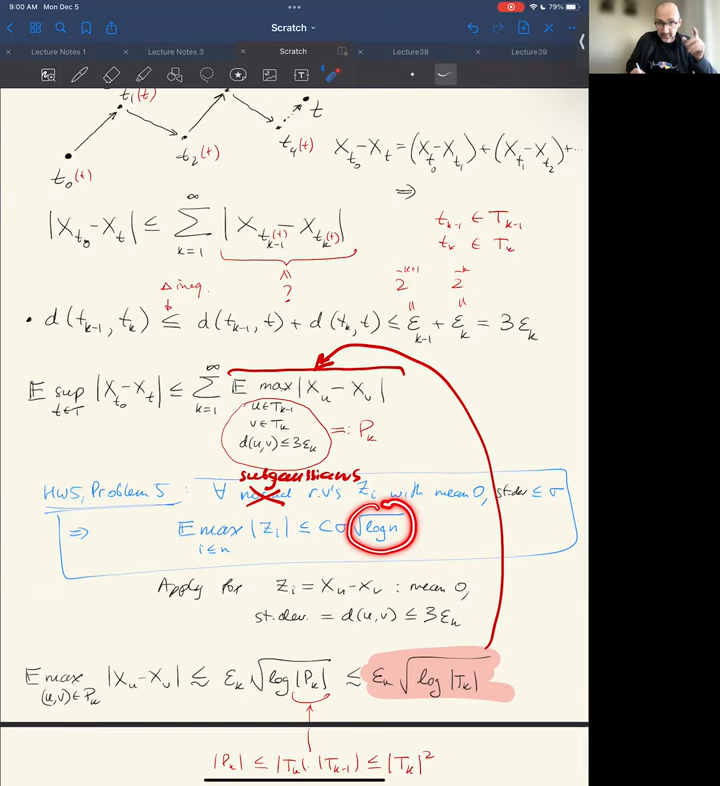 9:00 AM Mon Dec 5
79%
Scratch
Lecture Notes 1
Lecture Notes 3
Scratch
Lecture38
Lecture39
t₁(t)
t
t₀(t)
t₂(t)
t₄(t)
X_{t₀} - X_t = (X_{t₀} - X_{t₁}) + (X_{t₁} - X_{t₂}) + ...
⇒
|X_{t₀} - X_t| ≤ ∑_{k=1}^{∞} |X_{t_{k-1}(t)} - X_{t_k(t)}|
t_{k-1} ∈ T_{k-1}
t_k ∈ T_k
?
Δ ineq.
2^{-k+1} 2^{-k}
• d(t_{k-1}, t_k) ≤ d(t_{k-1}, t) + d(t_k, t) ≤ ε_{k-1} + ε_k = 3ε_k
E sup_{t∈T} |X_{t₀} - X_t| ≤ ∑_{k=1}^{∞} E max |X_u - X_v|
u∈T_{k-1}
v∈T_k
d(u,v) ≤ 3ε_k
=: P_k
subgaussians
HW5, Problem 5 : ∀ normal r.v's Z_i with mean 0, st.dev ≤ σ
⇒ E max_{i≤n} |Z_i| ≤ Cσ√log n
Apply for Z_i = X_u - X_v : mean 0,
st.dev. = d(u,v) ≤ 3ε_k
E max_{(u,v)∈P_k} |X_u - X_v| ≲ ε_k √log |P_k| ≲ ε_k √log |T_k|
|P_k| ≤ |T_k|·|T_{k-1}| ≤ |T_k|²